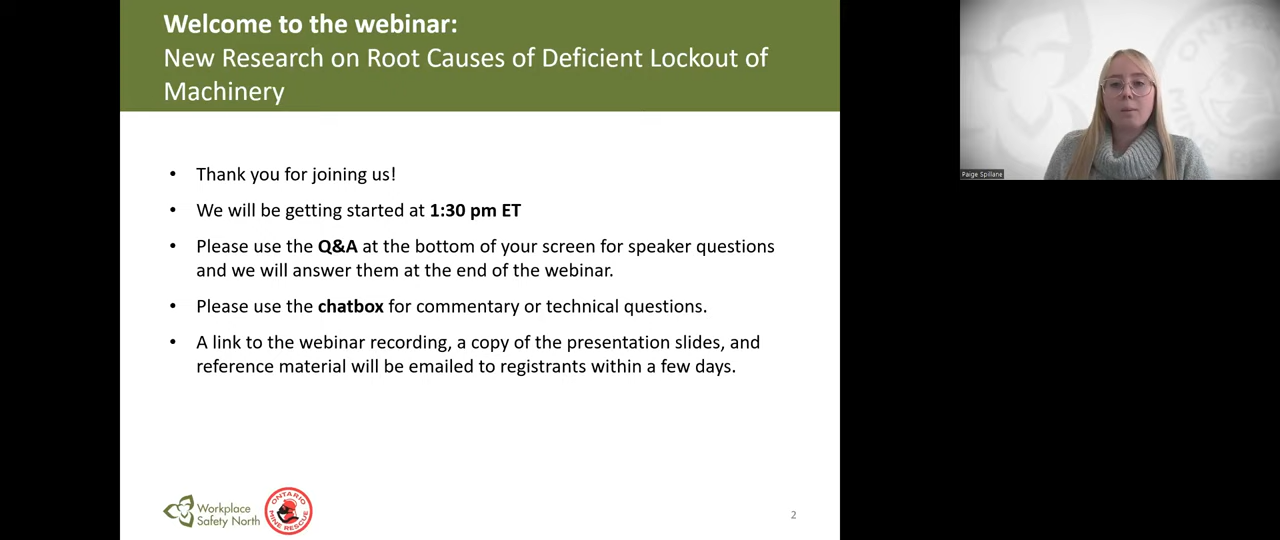 Welcome to the webinar:
New Research on Root Causes of Deficient Lockout of
Machinery
• Thank you for joining us!
• We will be getting started at 1:30 pm ET
• Please use the Q&A at the bottom of your screen for speaker questions
and we will answer them at the end of the webinar.
• Please use the chatbox for commentary or technical questions.
• A link to the webinar recording, a copy of the presentation slides, and
reference material will be emailed to registrants within a few days.
Workplace
Safety North
ONTARIO
MINE RESCUE
2
Paige Spillane